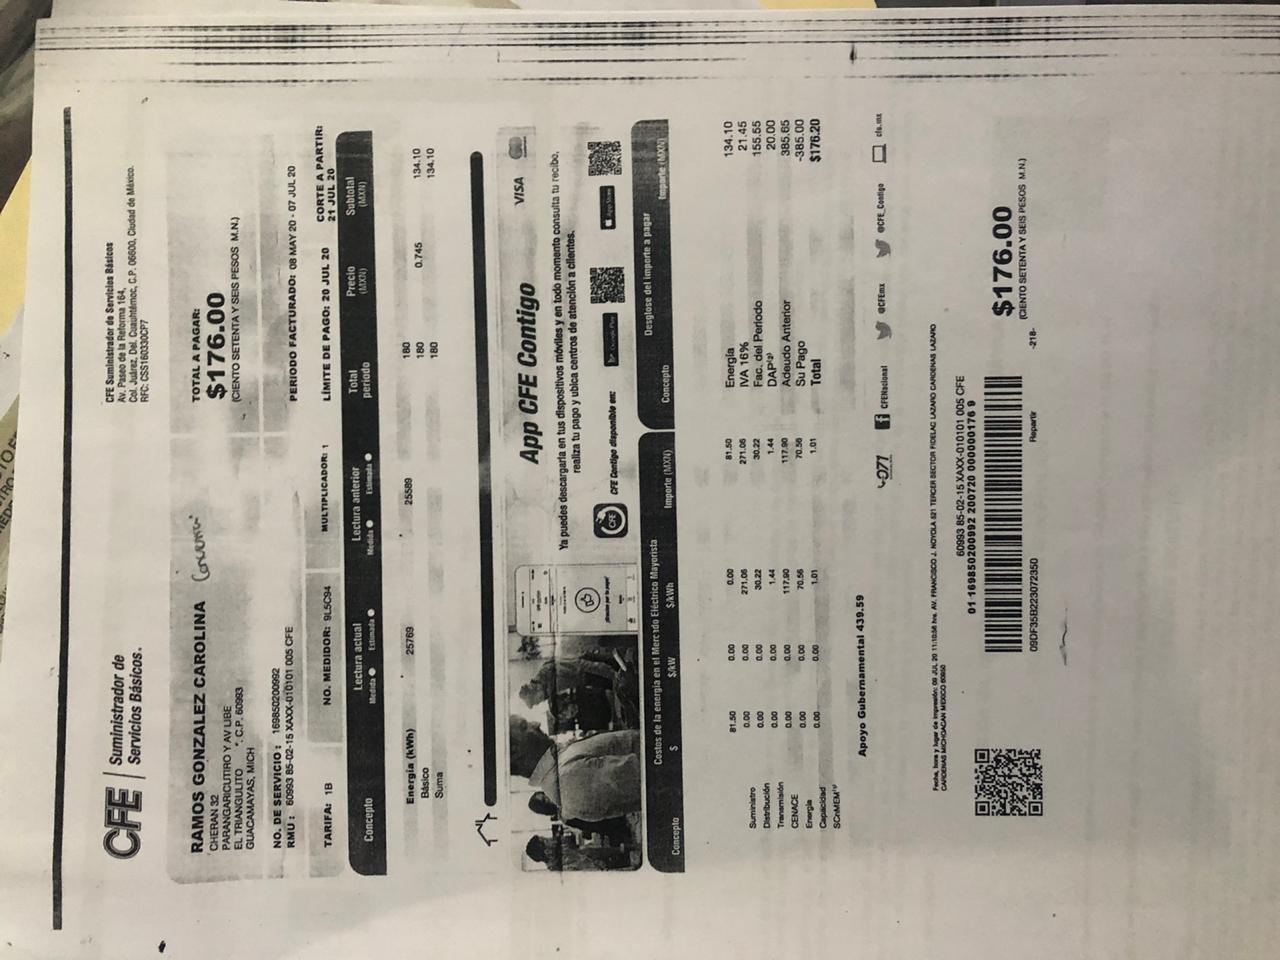 CFE Suministrador de
Servicios Básicos®
CFE Suministrador de Servicios Básicos
Av. Paseo de la Reforma 164,
Col. Juárez, Del. Cuauhtémoc, C.P. 06600, Ciudad de México.
RFC: CSS160330CP7
RAMOS GONZALEZ CAROLINA
CHERAN 32
PARANGARICUTIRO Y AV UBE
EL TRIANGULITO *, C.P. 60993
GUACAMAYAS, MICH
TOTAL A PAGAR:
$176.00
(CIENTO SETENTA Y SEIS PESOS M.N.)
NO. DE SERVICIO : 169850200992
RMU : 60993 85-02-15 XAXX-010101 005 CFE
PERIODO FACTURADO: 08 MAY 20 - 07 JUL 20
TARIFA: 1B NO. MEDIDOR: 9L5C94 MULTIPLICADOR: 1 LÍMITE DE PAGO: 20 JUL 20 CORTE A PARTIR:
21 JUL 20
Concepto Lectura actual Lectura anterior Total Precio Subtotal
Medida Estimada Medida Estimada periodo (MXN) (MXN)
Energía (kWh) 25769 25589 180
Básico 180 0.745 134.10
Suma 180 134.10
App CFE Contigo
VISA
Ya puedes descargarla en tus dispositivos móviles y en todo momento consulta tu recibo,
realiza tu pago y ubica centros de atención a clientes.
CFE Contigo disponible en:
CFE
Google Play
App Store
Costos de la energía en el Mercado Eléctrico Mayorista
Concepto $ $/kW $/kWh Importe (MXN)
Suministro 81.50 0.00 0.00 81.50
Distribución 0.00 0.00 271.06 271.06
Transmisión 0.00 0.00 30.22 30.22
CENACE 0.00 0.00 1.44 1.44
Energía 0.00 0.00 117.90 117.90
Capacidad 0.00 0.00 70.56 70.56
SCnMEM 0.00 0.00 1.01 1.01
Desglose del importe a pagar
Concepto Importe (MXN)
Energía 134.10
IVA 16% 21.45
Fac. del Periodo 155.55
DAP 20.00
Adeudo Anterior 385.65
Su Pago -385.00
Total $176.20
Apoyo Gubernamental 439.59
071
CFENacional
@CFEmx
@CFE_Contigo
cfe.mx
Fecha, hora y lugar de impresión: 09 JUL 20 11:10:56 hrs. AV. FRANCISCO J. NOYOLA 521 TERCER SECTOR FIDELAC LAZARO CARDENAS LAZARO
CARDENAS MICHOACAN MEXICO 60950
60993 85-02-15 XAXX-010101 005 CFE
01 169850200992 200720 000000176 9
09DF35B223072350
Repartir
-218-
$176.00
(CIENTO SETENTA Y SEIS PESOS M.N.)